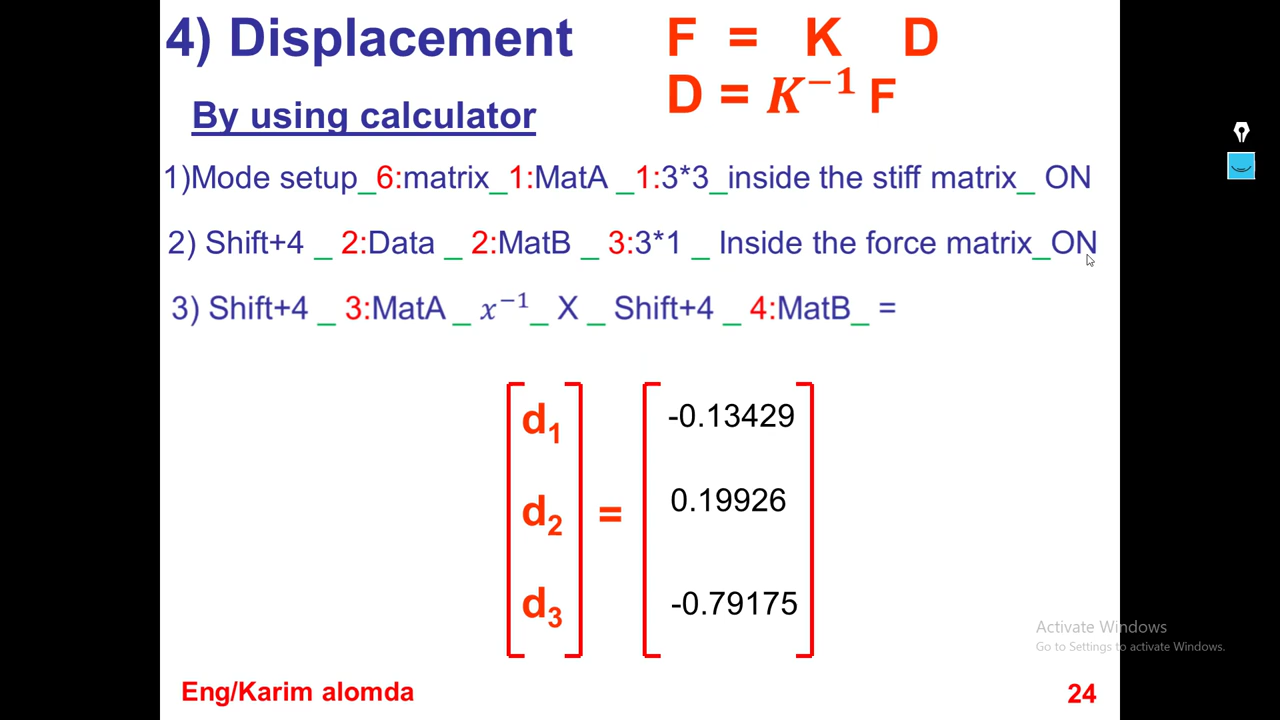 4) Displacement
F = K D
D = K⁻¹ F
By using calculator
1)Mode setup_6:matrix_1:MatA _1:3*3_inside the stiff matrix_ ON
2) Shift+4 _ 2:Data _ 2:MatB _ 3:3*1 _ Inside the force matrix_ON
3) Shift+4 _ 3:MatA _ x⁻¹_ X _ Shift+4 _ 4:MatB_ =
d₁ -0.13429
d₂ = 0.19926
d₃ -0.79175
Activate Windows
Go to Settings to activate Windows.
Eng/Karim alomda 24